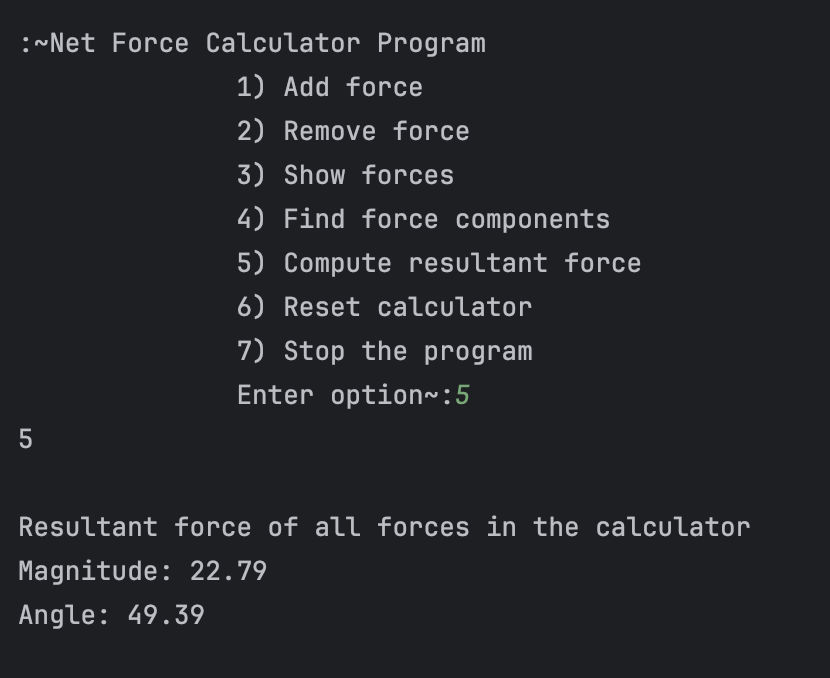 :~Net Force Calculator Program
1) Add force
2) Remove force
3) Show forces
4) Find force components
5) Compute resultant force
6) Reset calculator
7) Stop the program
Enter option~:5
5
Resultant force of all forces in the calculator
Magnitude: 22.79
Angle: 49.39